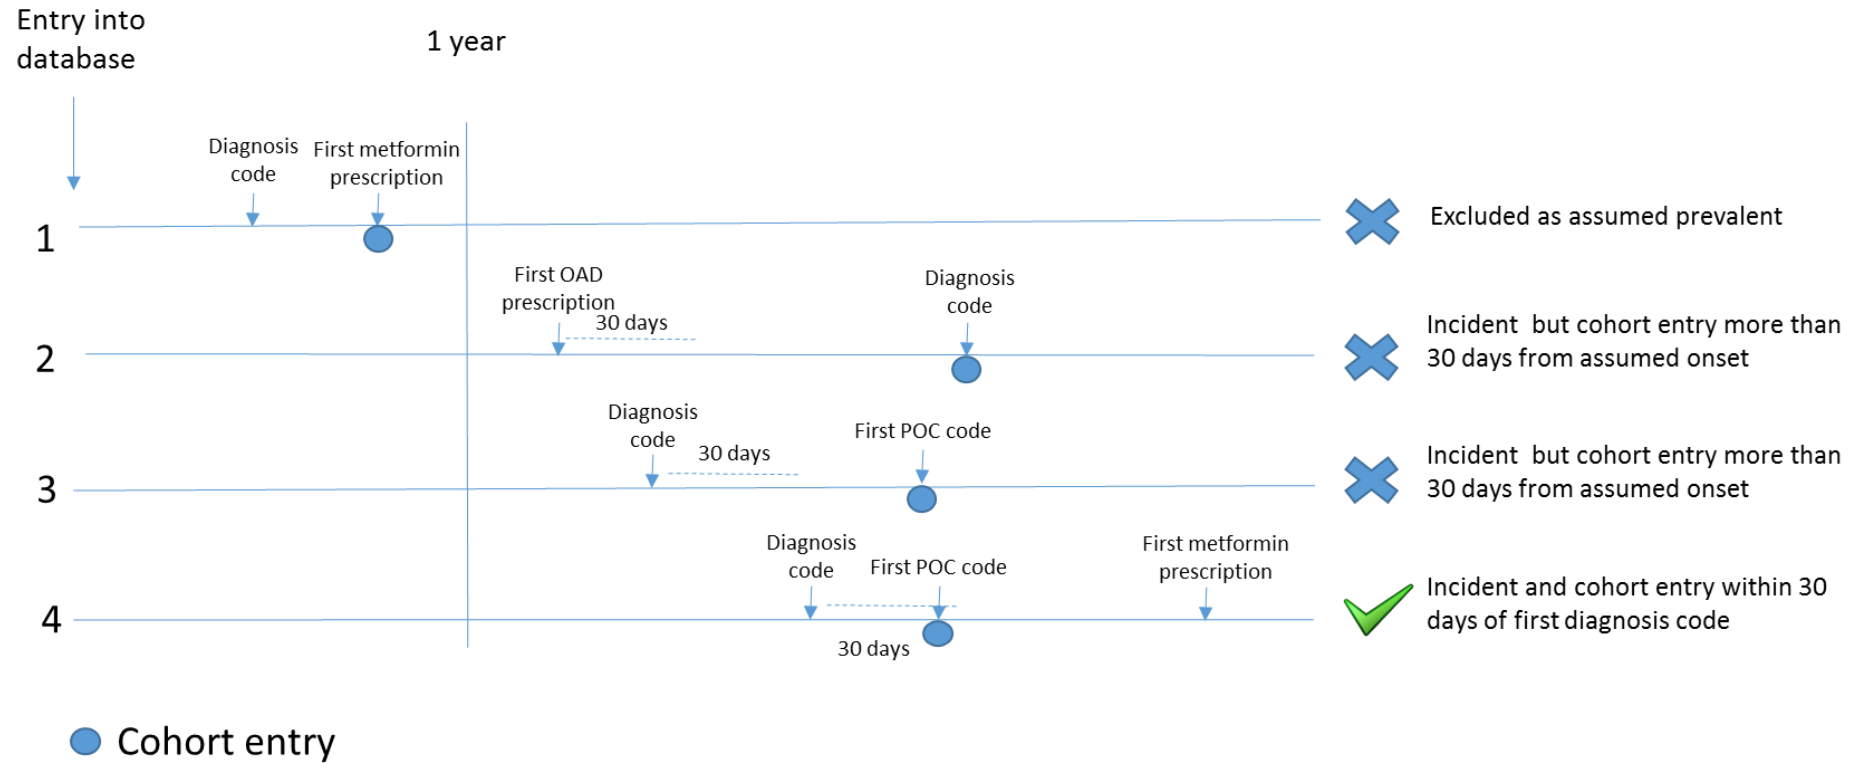 Entry into
database
1 year
Diagnosis
code
First metformin
prescription
1
Excluded as assumed prevalent
First OAD
prescription
30 days
Diagnosis
code
2
Incident but cohort entry more than
30 days from assumed onset
Diagnosis
code
30 days
First POC code
3
Incident but cohort entry more than
30 days from assumed onset
Diagnosis
code
First POC code
First metformin
prescription
4
30 days
Incident and cohort entry within 30
days of first diagnosis code
Cohort entry